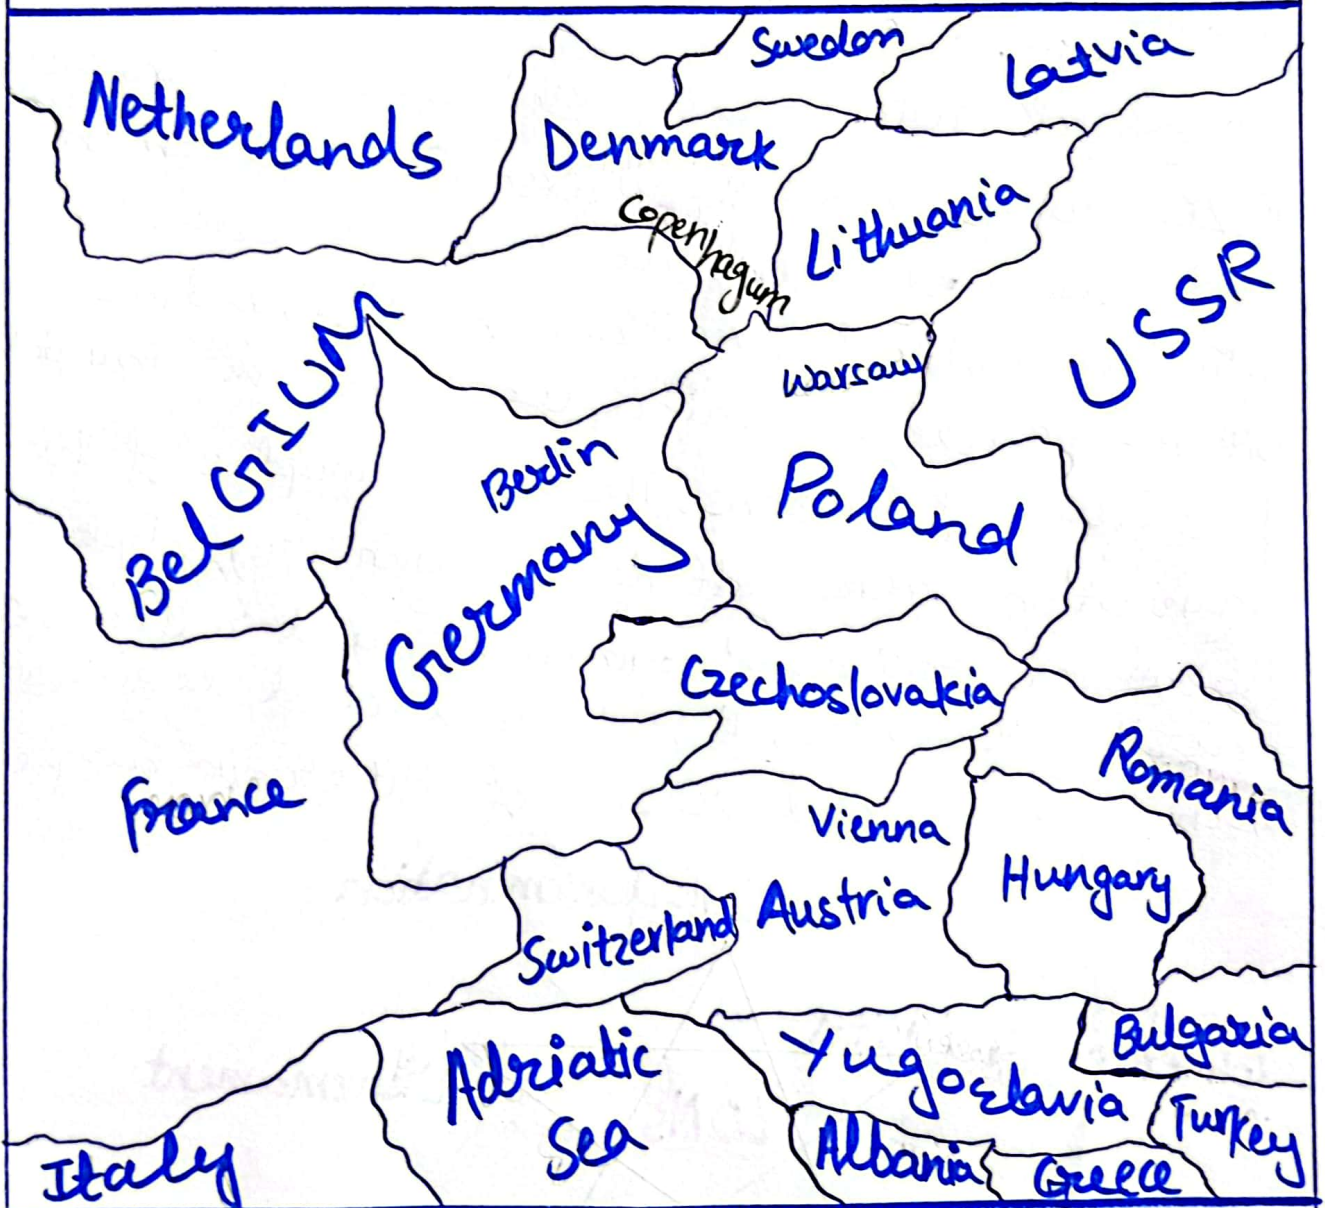 Sweden
Latvia
Netherlands
Denmark
Copenhagum
Lithuania
USSR
BelGIUM
Warsaw
Berlin
Poland
Germany
Czechoslovakia
France
Romania
Vienna
Hungary
Austria
Switzerland
Bulgaria
Adriatic
Sea
Yugoslavia
Turkey
Albania
Greece
Italy